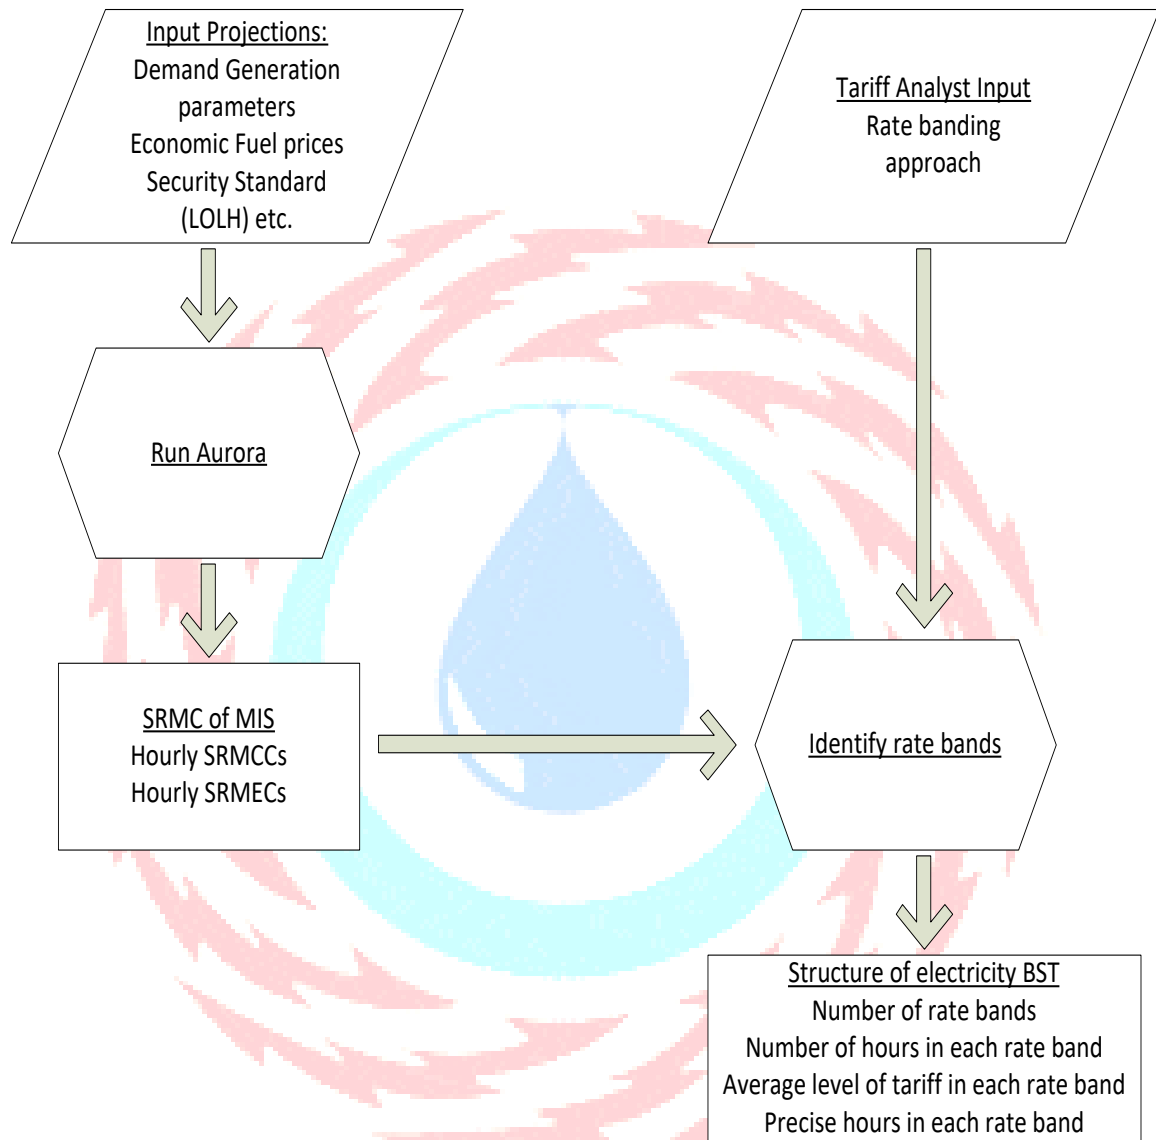 Input Projections:
Demand Generation
parameters
Economic Fuel prices
Security Standard
(LOLH) etc.
Tariff Analyst Input
Rate banding
approach
Run Aurora
SRMC of MIS
Hourly SRMCCs
Hourly SRMECs
Identify rate bands
Structure of electricity BST
Number of rate bands
Number of hours in each rate band
Average level of tariff in each rate band
Precise hours in each rate band